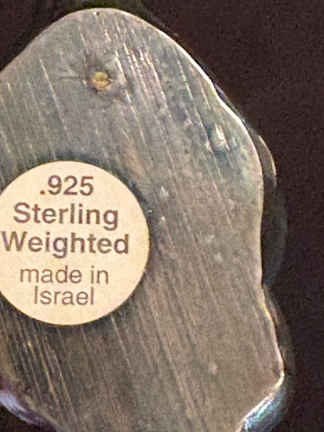 .925
Sterling
Weighted
made in
Israel